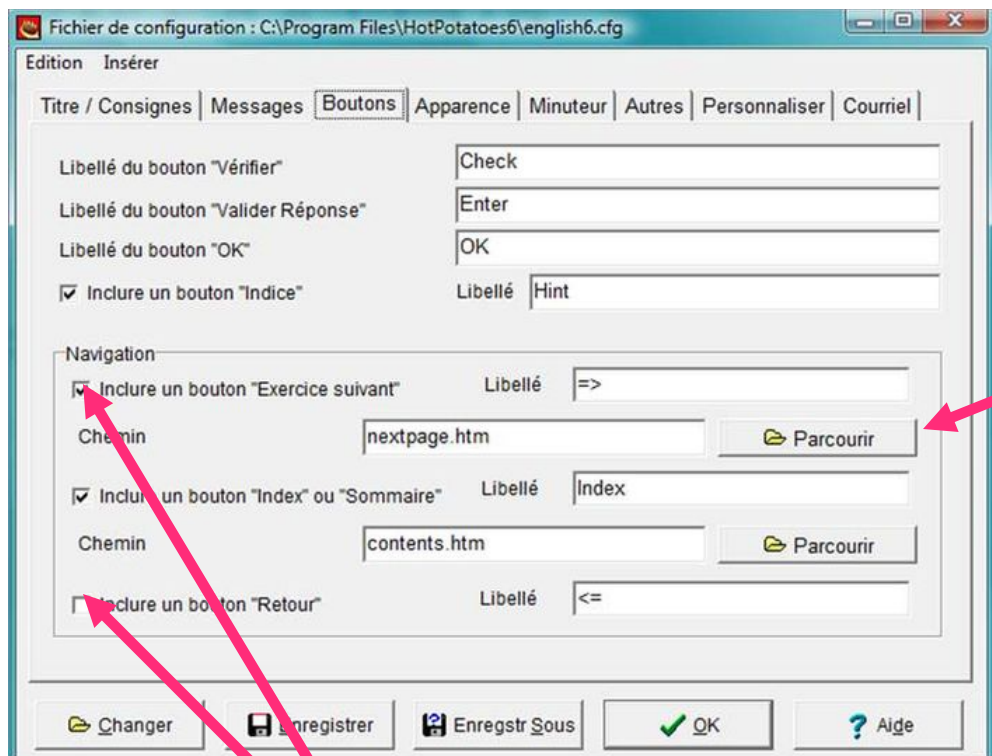 Fichier de configuration : C:\Program Files\HotPotatoes6\english6.cfg
Edition Insérer
Titre / Consignes Messages Boutons Apparence Minuteur Autres Personnaliser Courriel
Libellé du bouton "Vérifier" Check
Libellé du bouton "Valider Réponse" Enter
Libellé du bouton "OK" OK
Inclure un bouton "Indice" Libellé Hint
Navigation
Inclure un bouton "Exercice suivant" Libellé =>
Chemin nextpage.htm Parcourir
Inclure un bouton "Index" ou "Sommaire" Libellé Index
Chemin contents.htm Parcourir
Inclure un bouton "Retour" Libellé <=
Changer Enregistrer Enregstr Sous OK Aide